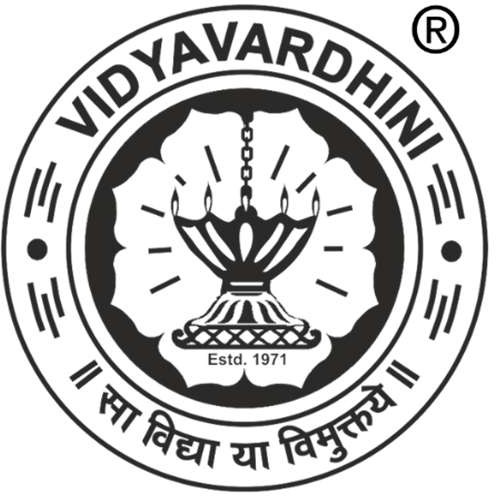 ®
VIDYAVARDHINI
Estd. 1971
॥ सा विद्या या विमुक्तये ॥